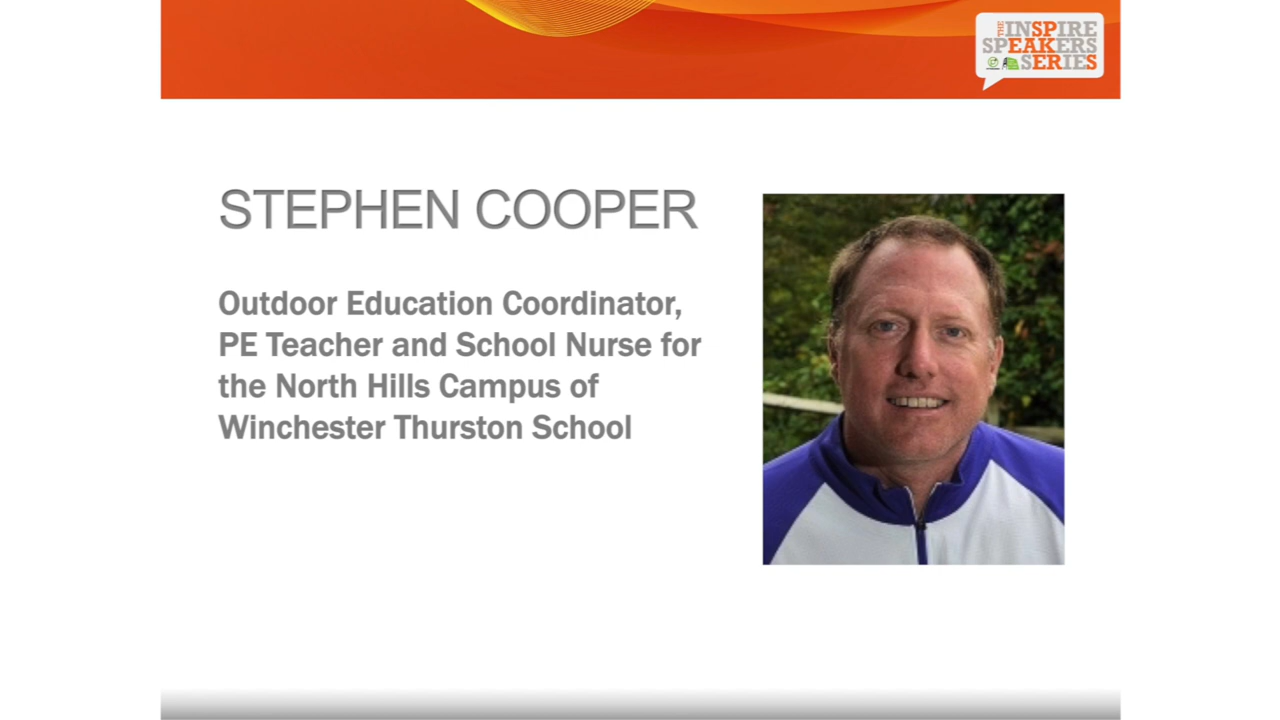 THE INSPIRE
SPEAKERS
SERIES
STEPHEN COOPER
Outdoor Education Coordinator,
PE Teacher and School Nurse for
the North Hills Campus of
Winchester Thurston School